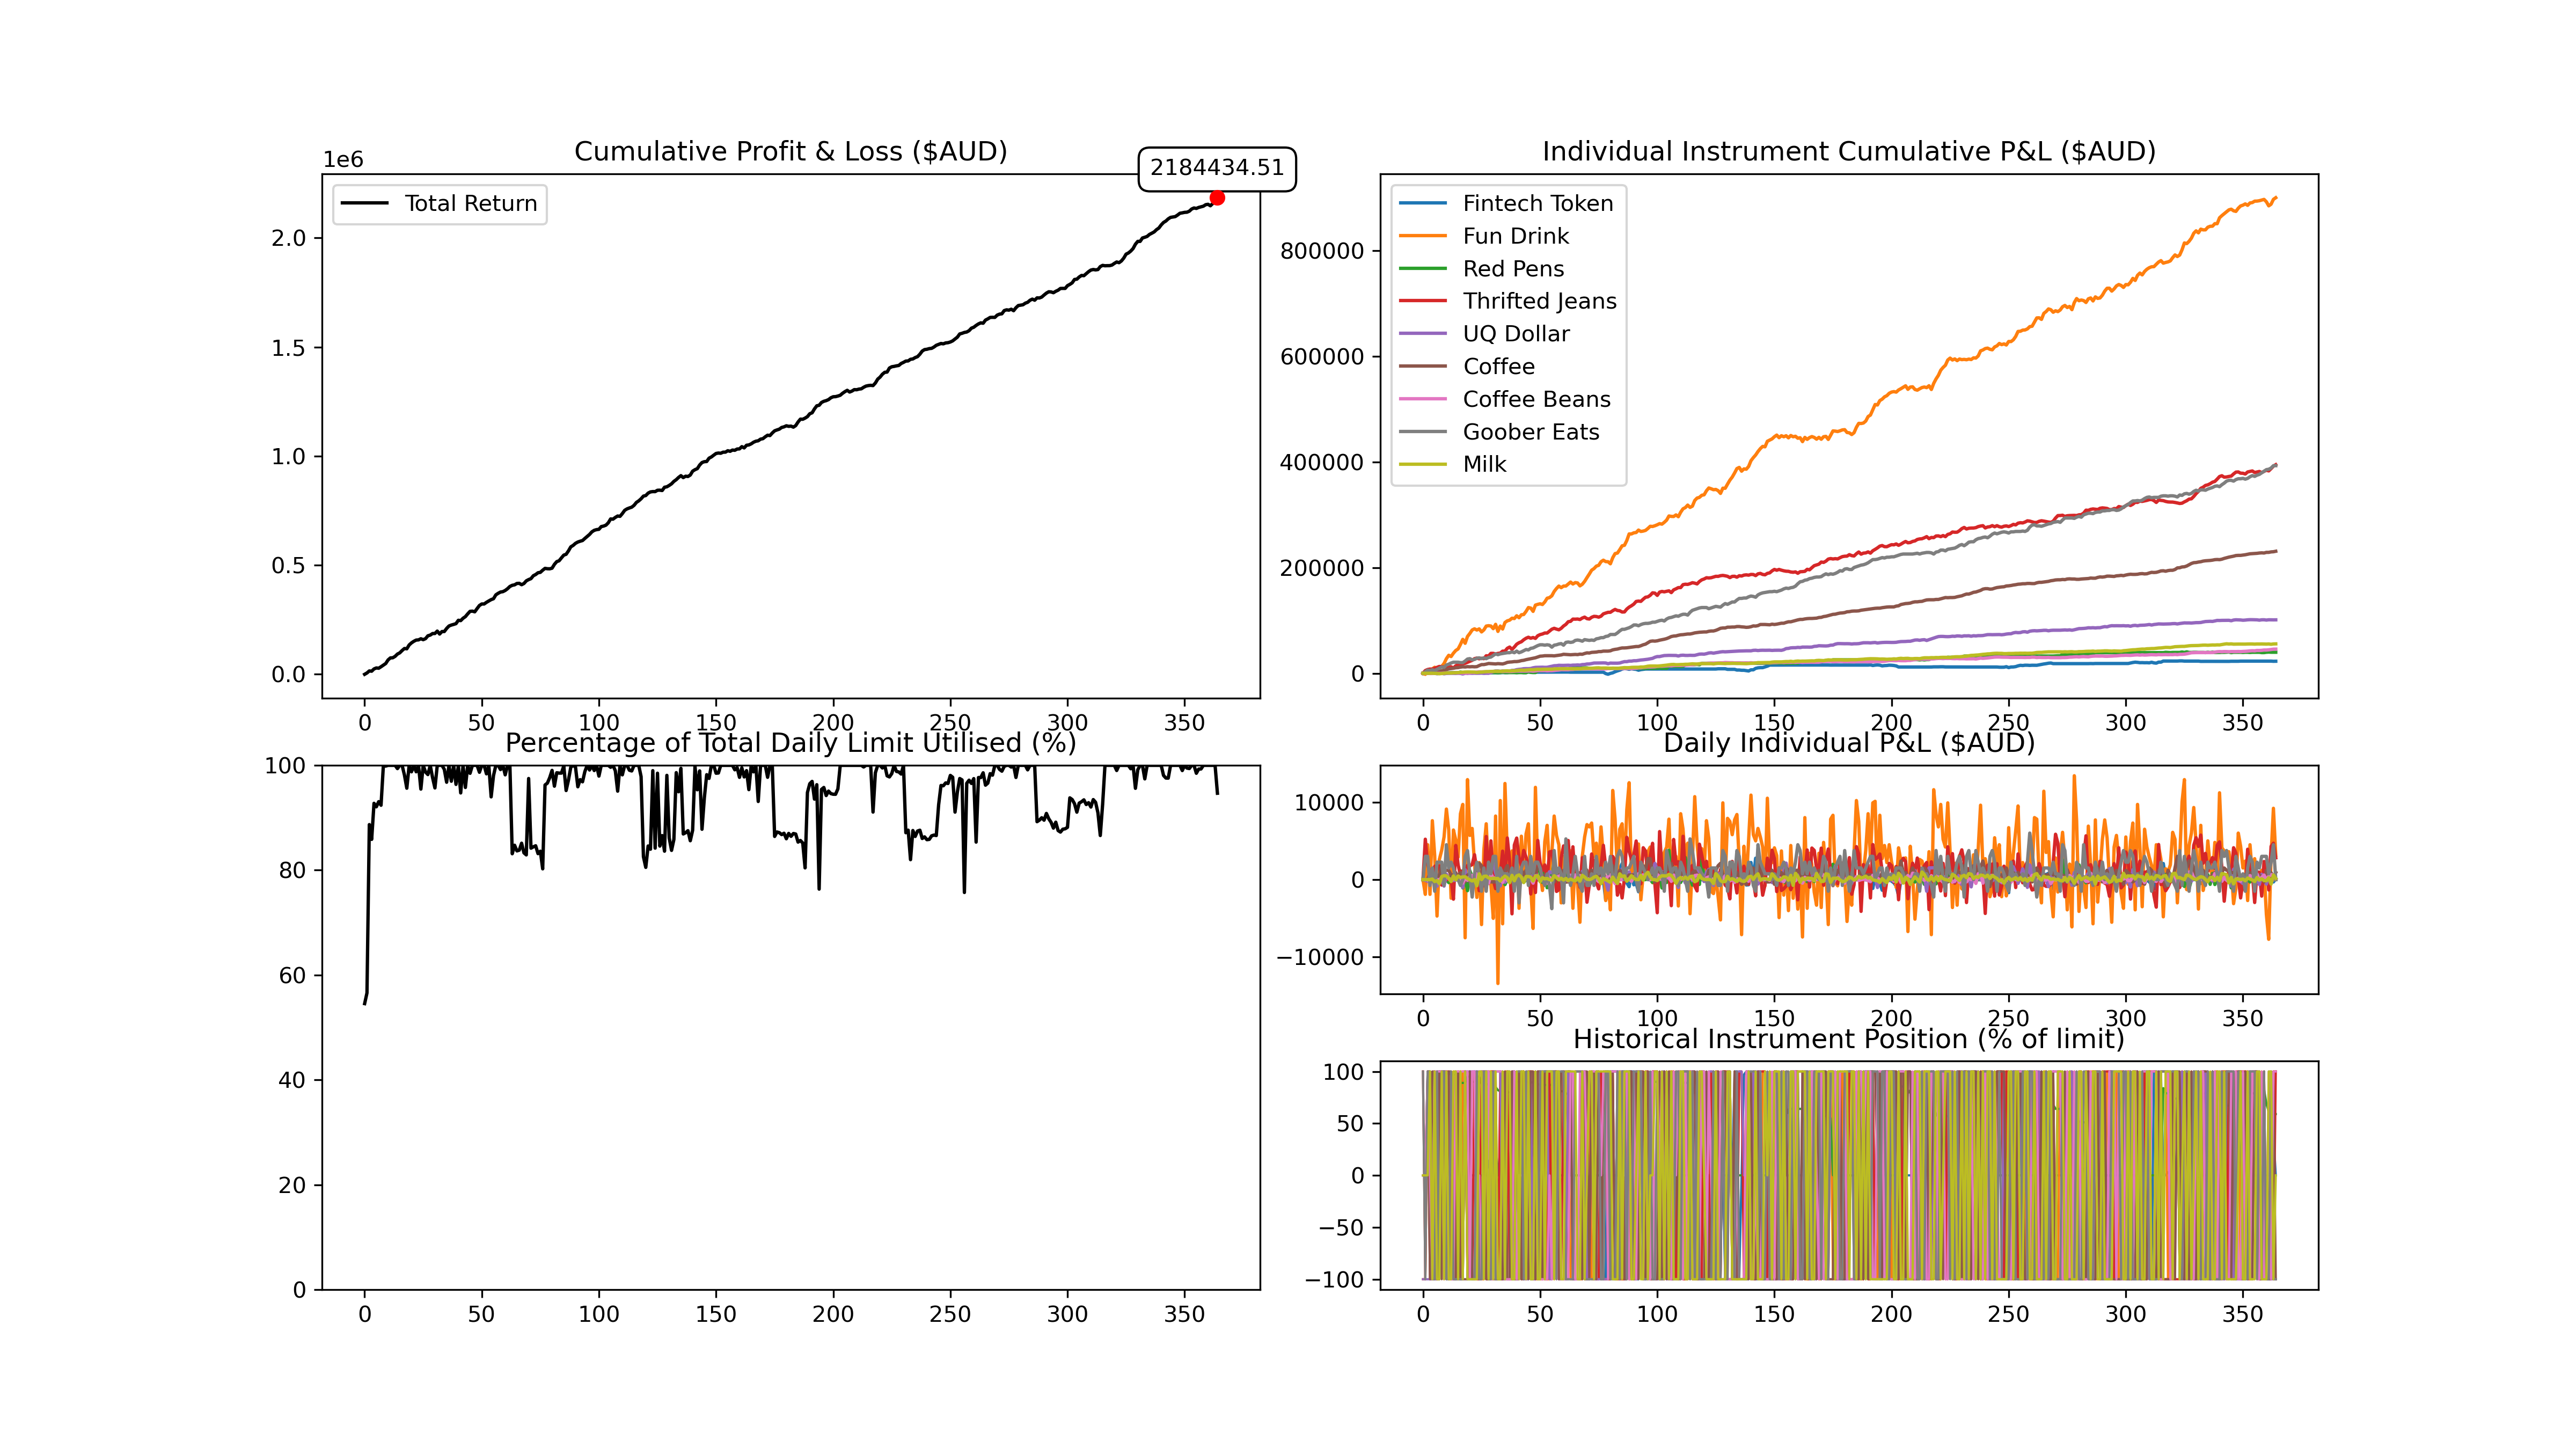 Cumulative Profit & Loss ($AUD)
1e6
2184434.51
Total Return
2.0
1.5
1.0
0.5
0.0
0 50 100 150 200 250 300 350
Individual Instrument Cumulative P&L ($AUD)
Fintech Token
Fun Drink
Red Pens
Thrifted Jeans
UQ Dollar
Coffee
Coffee Beans
Goober Eats
Milk
800000
600000
400000
200000
0
0 50 100 150 200 250 300 350
Percentage of Total Daily Limit Utilised (%)
100
80
60
40
20
0
0 50 100 150 200 250 300 350
Daily Individual P&L ($AUD)
10000
0
−10000
0 50 100 150 200 250 300 350
Historical Instrument Position (% of limit)
100
50
0
−50
−100
0 50 100 150 200 250 300 350